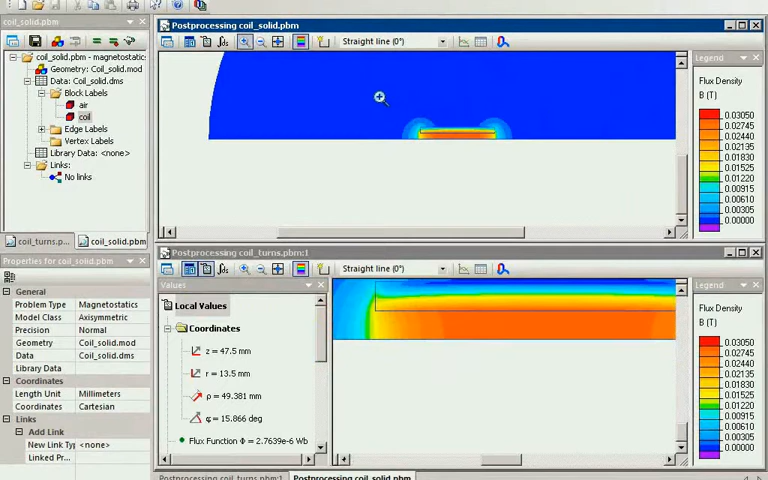 coil_solid.pbm
coil_solid.pbm - magnetostatics
Geometry: Coil_solid.mod
Data: Coil_solid.dms
Block Labels
air
coil
Edge Labels
Vertex Labels
Library Data: <none>
Links:
No links
coil_turns.p...
coil_solid.pbm
Properties for coil_solid.pbm
General
Problem Type Magnetostatics
Model Class Axisymmetric
Precision Normal
Geometry Coil_solid.mod
Data Coil_solid.dms
Library Data
Coordinates
Length Unit Millimeters
Coordinates Cartesian
Links
Add Link
New Link Typ <none>
Linked Pr...
Postprocessing coil_solid.pbm
Straight line (0°)
Legend
Flux Density
B (T)
0.03050
0.02745
0.02440
0.02135
0.01830
0.01525
0.01220
0.00915
0.00610
0.00305
0.00000
Postprocessing coil_turns.pbm:1
Straight line (0°)
Values
Local Values
Coordinates
z = 47.5 mm
r = 13.5 mm
ρ = 49.381 mm
φ = 15.866 deg
Flux Function Φ = 2.7639e-6 Wb
Legend
Flux Density
B (T)
0.03050
0.02745
0.02440
0.02135
0.01830
0.01525
0.01220
0.00915
0.00610
0.00305
0.00000
Postprocessing coil_turns.pbm:1
Postprocessing coil_solid.pbm